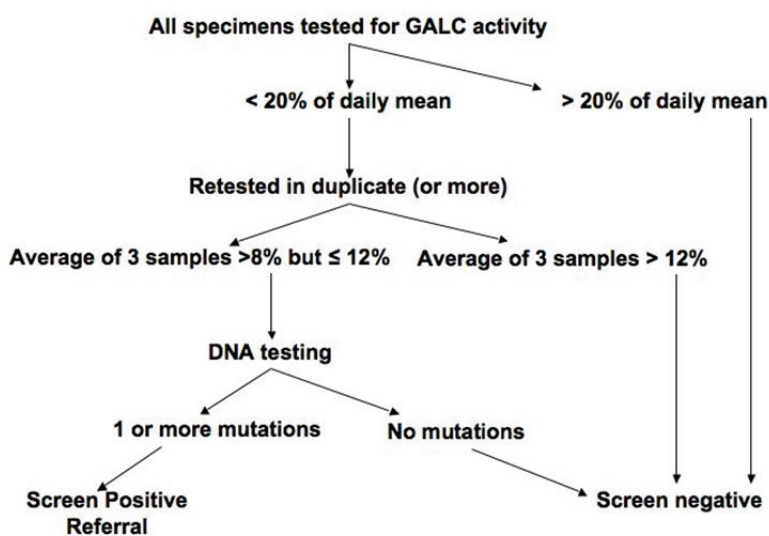 All specimens tested for GALC activity
< 20% of daily mean
> 20% of daily mean
Retested in duplicate (or more)
Average of 3 samples >8% but ≤ 12%
Average of 3 samples > 12%
DNA testing
1 or more mutations
No mutations
Screen Positive
Referral
Screen negative